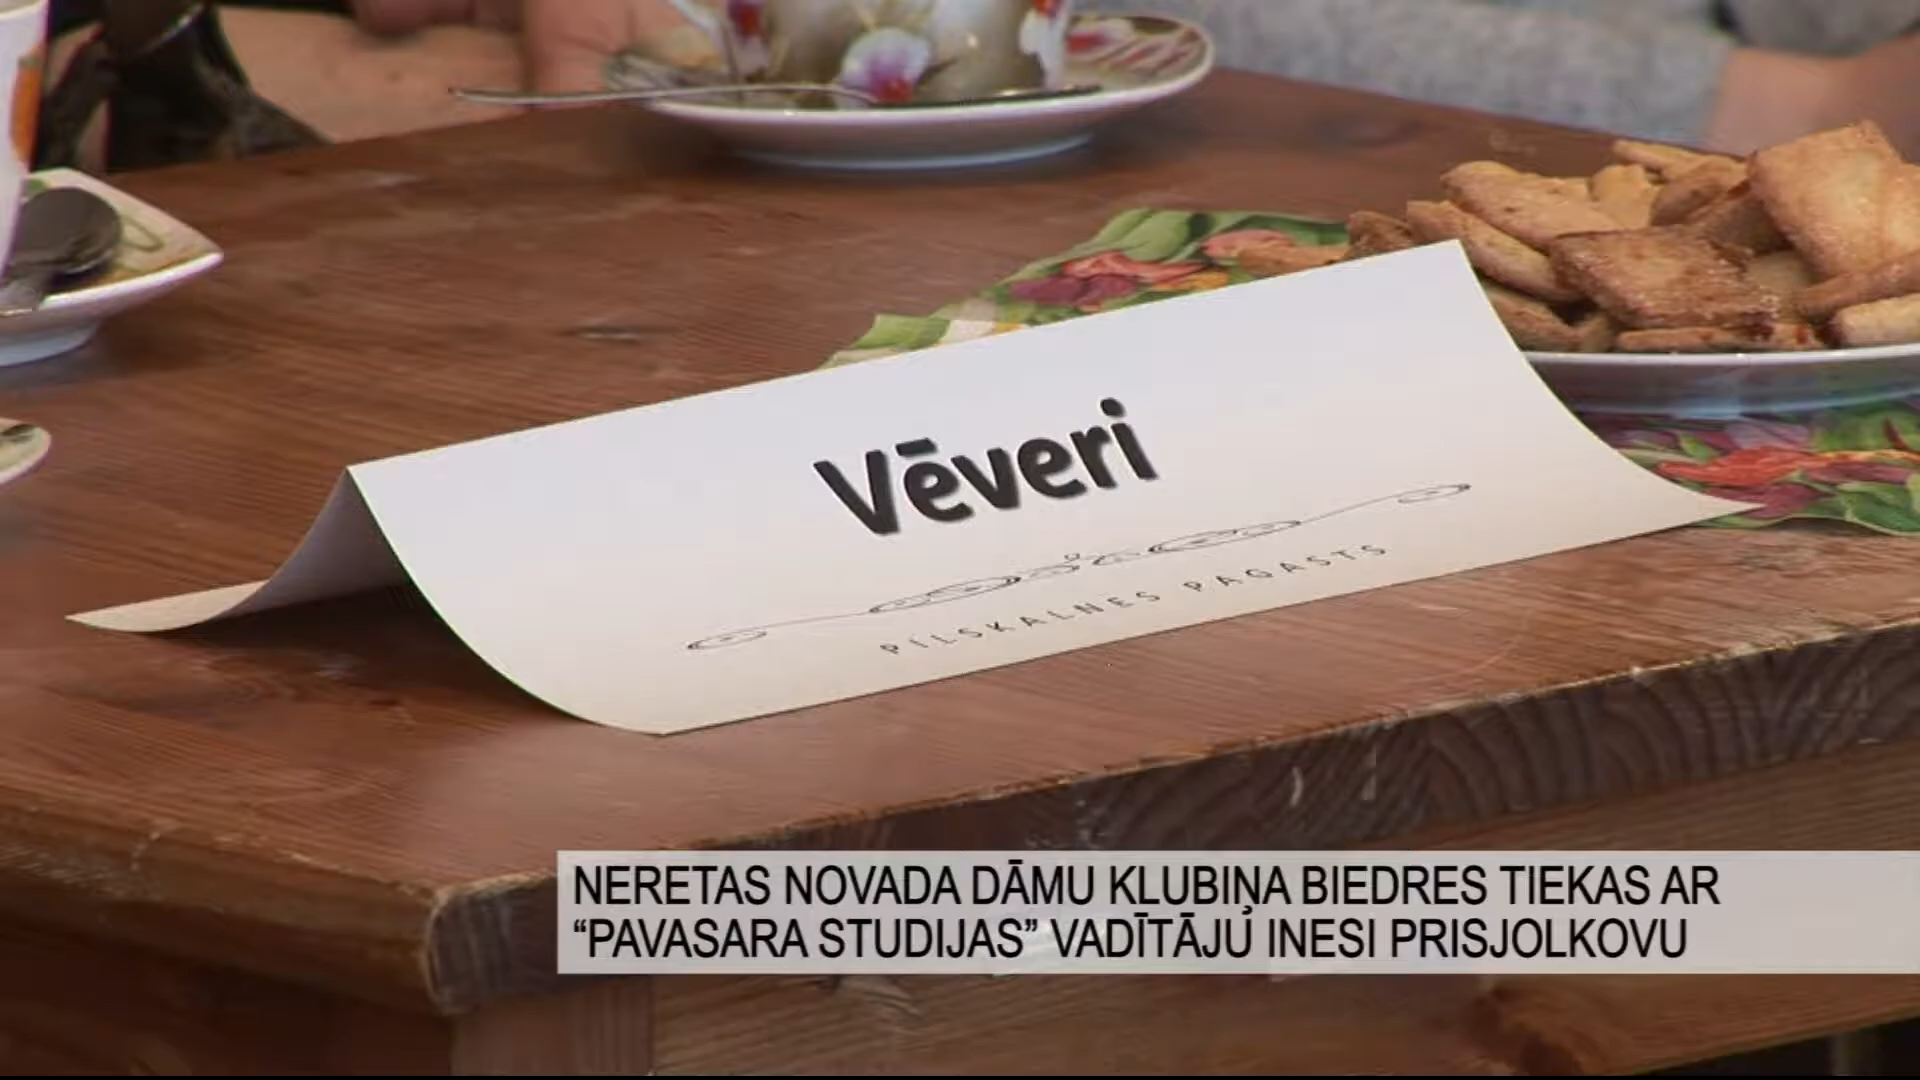 Vēveri
PILSKALNES PAGASTS
NERETAS NOVADA DĀMU KLUBIŅA BIEDRES TIEKAS AR
“PAVASARA STUDIJAS” VADĪTĀJU INESI PRISJOLKOVU